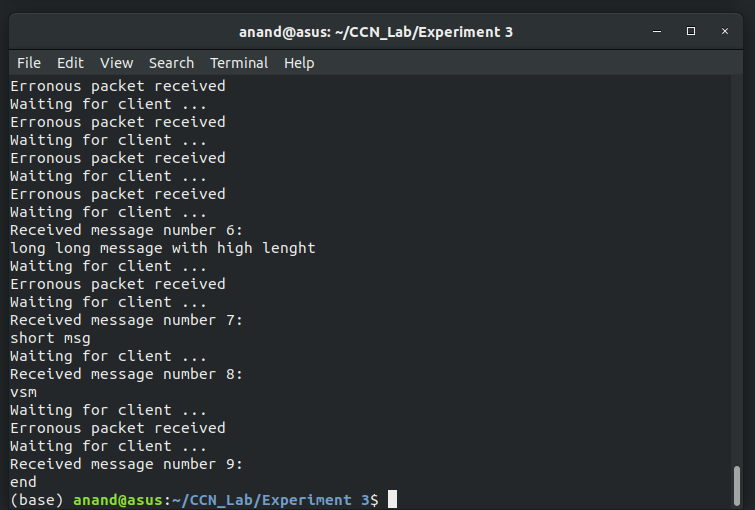 anand@asus: ~/CCN_Lab/Experiment 3
File Edit View Search Terminal Help
Erronous packet received
Waiting for client ...
Erronous packet received
Waiting for client ...
Erronous packet received
Waiting for client ...
Erronous packet received
Waiting for client ...
Received message number 6:
long long message with high lenght
Waiting for client ...
Erronous packet received
Waiting for client ...
Received message number 7:
short msg
Waiting for client ...
Received message number 8:
vsm
Waiting for client ...
Erronous packet received
Waiting for client ...
Received message number 9:
end
(base) anand@asus:~/CCN_Lab/Experiment 3$